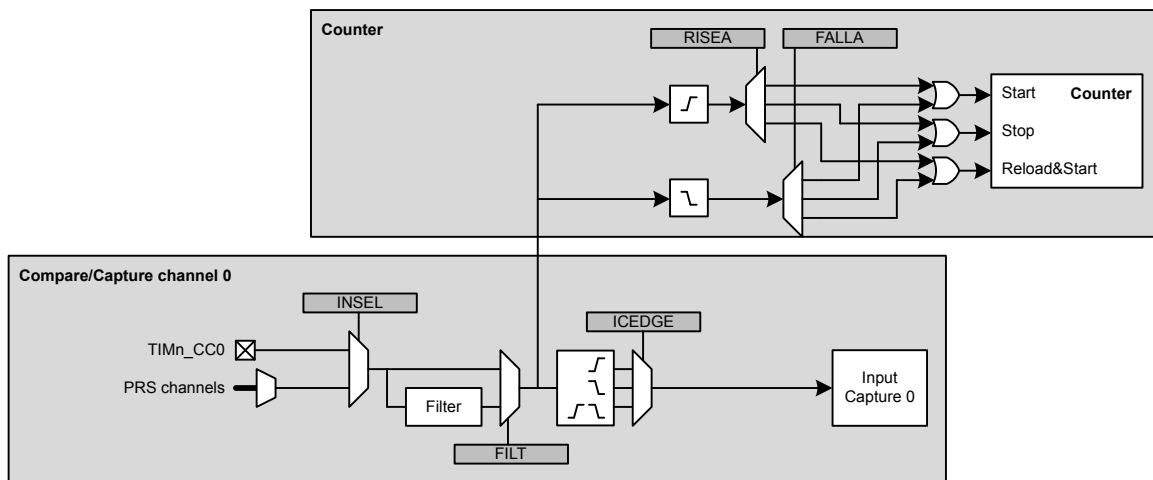 Counter
RISEA
FALLA
Start
Counter
Stop
Reload&Start
Compare/Capture channel 0
INSEL
ICEDGE
TIMn_CC0
PRS channels
Filter
Input
Capture 0
FILT